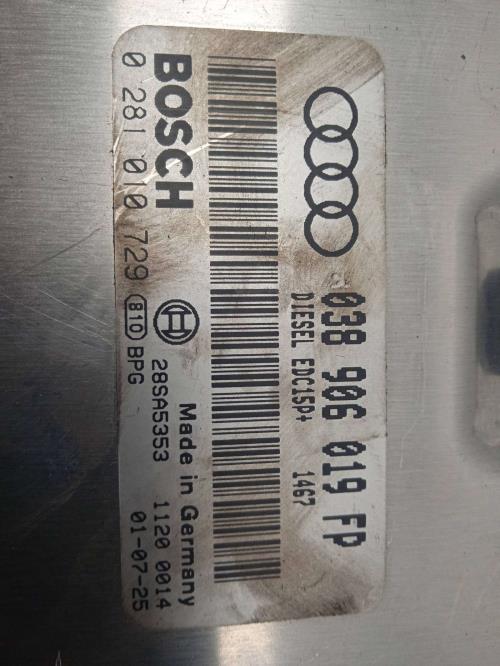 038 906 019 FP
DIESEL EDC15P+ 1467
BOSCH Made in Germany
28SA5353 1120 0014
0 281 010 729 810 BPG 01-07-25